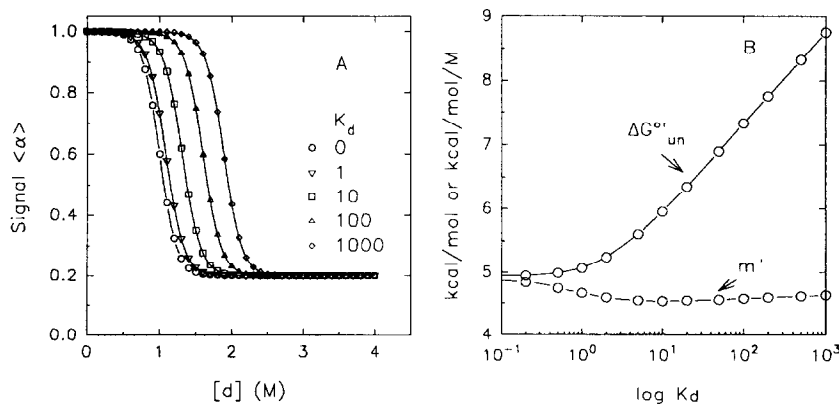 A
Signal <α>
1.0
0.8
0.6
0.4
0.2
0.0
K_d
○ 0
▽ 1
□ 10
△ 100
◇ 1000
0 1 2 3 4
[d] (M)
B
kcal/mol or kcal/mol/M
9
8
7
6
5
4
ΔG°'_un
m'
10^-1 10^0 10^1 10^2 10^3
log K_d